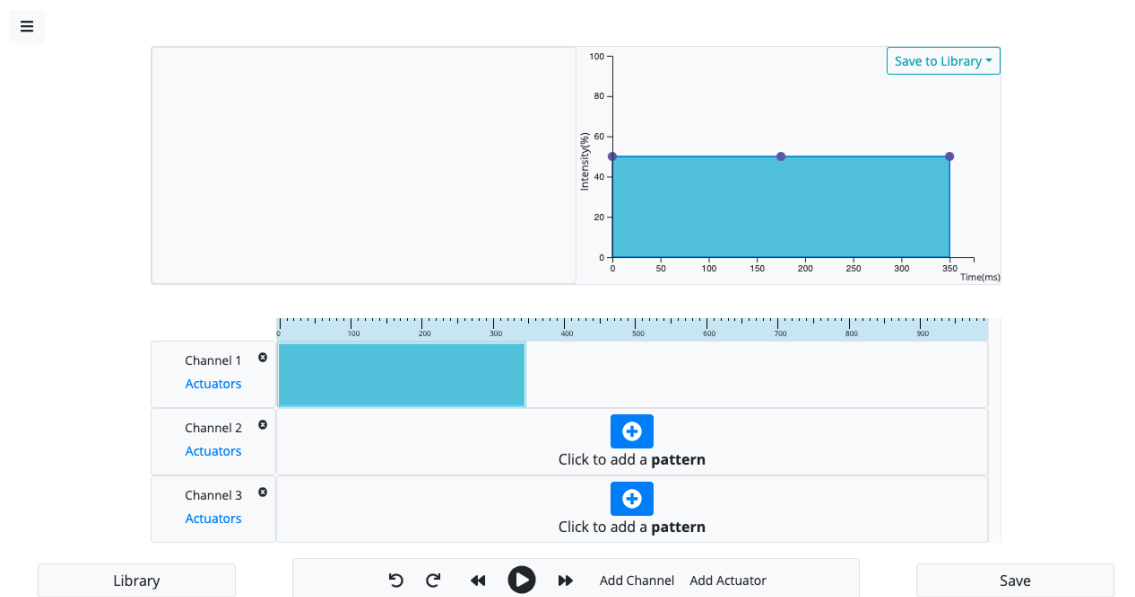 Save to Library
100
80
60
40
20
0
Intensity(%)
0 50 100 150 200 250 300 350
Time(ms)
0 100 200 300 400 500 600 700 800 900
Channel 1
Actuators
Channel 2
Actuators
Click to add a pattern
Channel 3
Actuators
Click to add a pattern
Library
Add Channel Add Actuator
Save